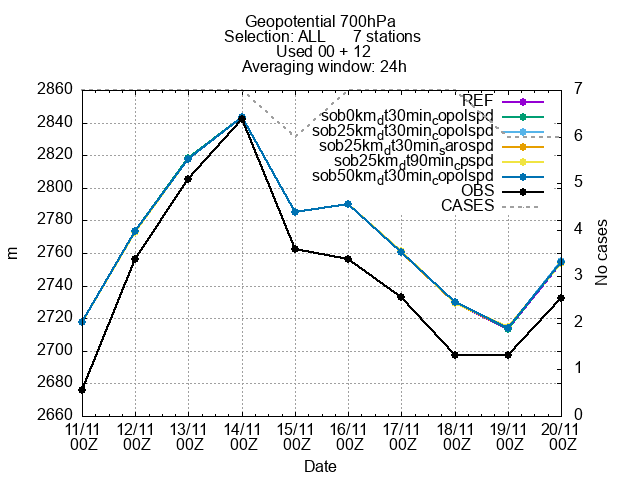 Geopotential 700hPa
Selection: ALL 7 stations
Used 00 + 12
Averaging window: 24h
2860
2840
2820
2800
2780
2760
2740
2720
2700
2680
2660
m
7
6
5
4
3
2
1
0
No cases
REF
sob0km_dt30min_copolspd
sob25km_dt30min_copolspd
sob25km_dt30min_sarospd
sob25km_dt90min_cpspd
sob50km_dt30min_copolspd
OBS
CASES
11/11 12/11 13/11 14/11 15/11 16/11 17/11 18/11 19/11 20/11
00Z 00Z 00Z 00Z 00Z 00Z 00Z 00Z 00Z 00Z
Date